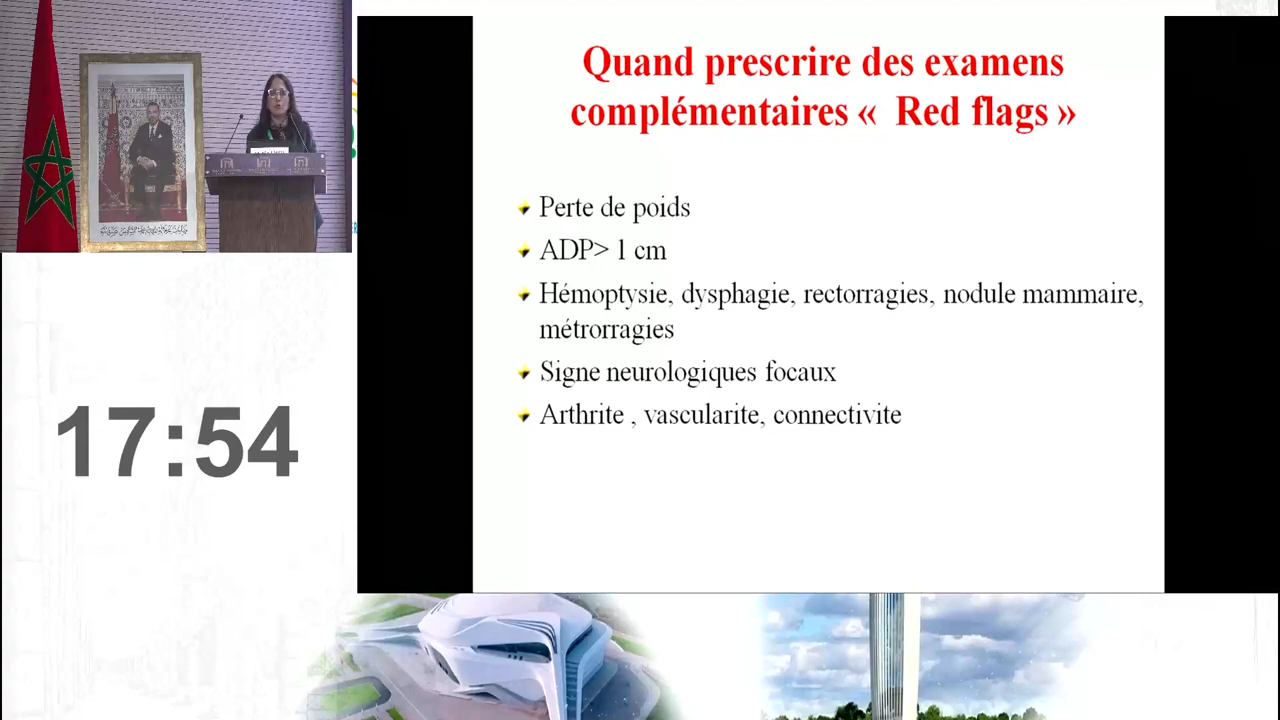 Quand prescrire des examens
complémentaires « Red flags »
Perte de poids
ADP> 1 cm
Hémoptysie, dysphagie, rectorragies, nodule mammaire,
métrorragies
Signe neurologiques focaux
Arthrite , vascularite, connectivite
17:54